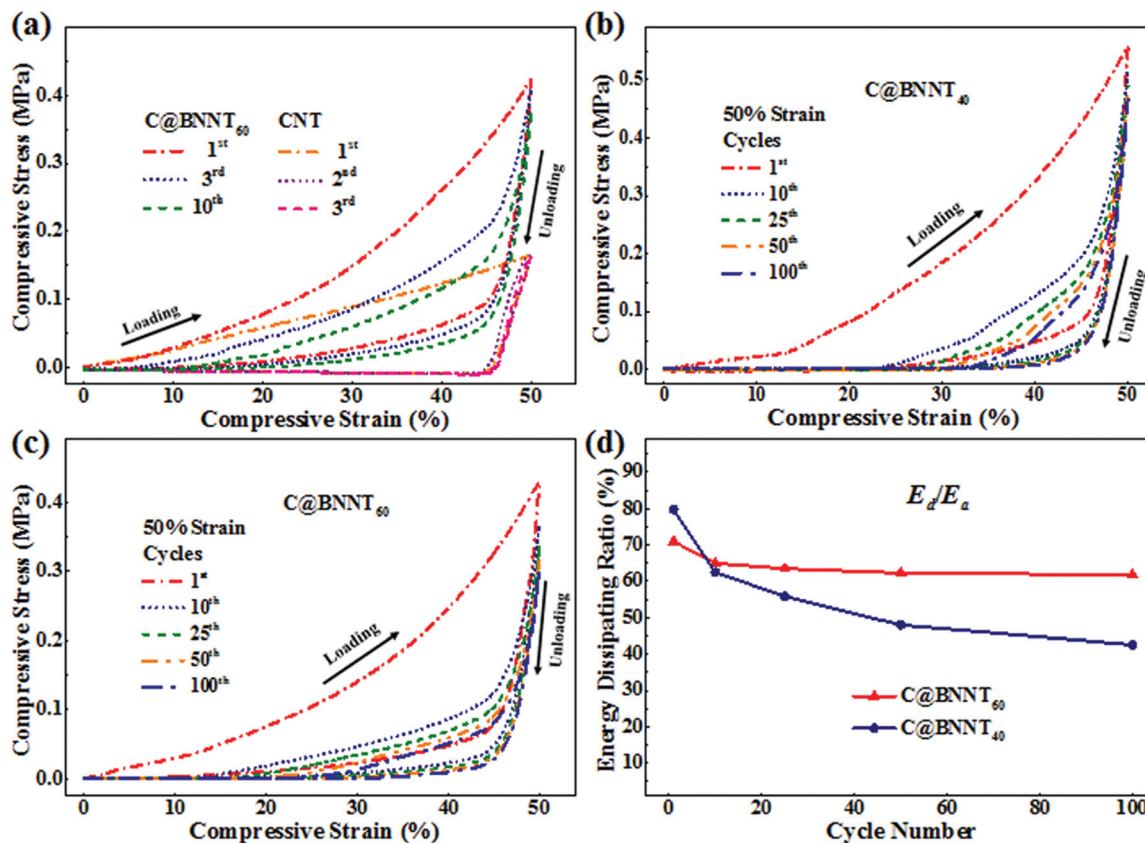 (a)
Compressive Stress (MPa)
0.4
0.3
0.2
0.1
0.0
C@BNNT₆₀ CNT
1ˢᵗ 1ˢᵗ
3ʳᵈ 2ⁿᵈ
10ᵗʰ 3ʳᵈ
Loading
Unloading
0 10 20 30 40 50
Compressive Strain (%)
(b)
Compressive Stress (MPa)
0.5
0.4
0.3
0.2
0.1
0.0
C@BNNT₄₀
50% Strain
Cycles
1ˢᵗ
10ᵗʰ
25ᵗʰ
50ᵗʰ
100ᵗʰ
Loading
Unloading
0 10 20 30 40 50
Compressive Strain (%)
(c)
Compressive Stress (MPa)
0.4
0.3
0.2
0.1
0.0
C@BNNT₆₀
50% Strain
Cycles
1ˢᵗ
10ᵗʰ
25ᵗʰ
50ᵗʰ
100ᵗʰ
Loading
Unloading
0 10 20 30 40 50
Compressive Strain (%)
(d)
Energy Dissipating Ratio (%)
90
80
70
60
50
40
30
20
10
E_d/E_a
C@BNNT₆₀
C@BNNT₄₀
0 20 40 60 80 100
Cycle Number